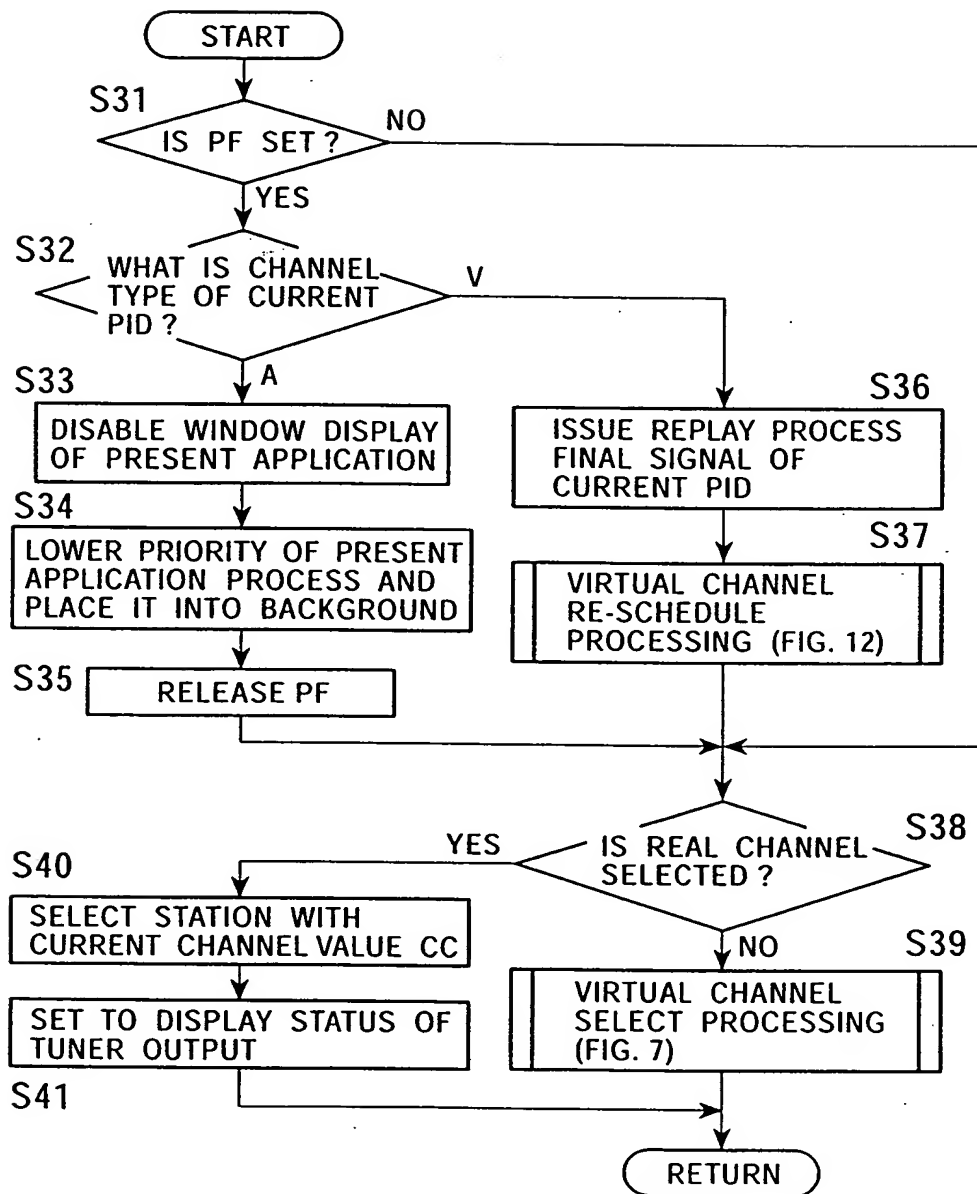 START
S31
IS PF SET?
NO
YES
S32
WHAT IS CHANNEL
TYPE OF CURRENT
PID?
V
A
S33
DISABLE WINDOW DISPLAY
OF PRESENT APPLICATION
S34
LOWER PRIORITY OF PRESENT
APPLICATION PROCESS AND
PLACE IT INTO BACKGROUND
S35
RELEASE PF
S36
ISSUE REPLAY PROCESS
FINAL SIGNAL OF
CURRENT PID
S37
VIRTUAL CHANNEL
RE-SCHEDULE
PROCESSING (FIG. 12)
S38
IS REAL CHANNEL
SELECTED?
YES
NO
S40
SELECT STATION WITH
CURRENT CHANNEL VALUE CC
SET TO DISPLAY STATUS OF
TUNER OUTPUT
S41
S39
VIRTUAL CHANNEL
SELECT PROCESSING
(FIG. 7)
RETURN